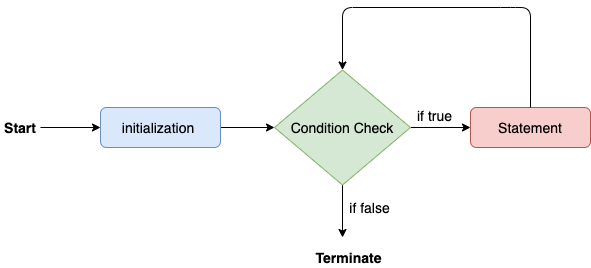 Start
initialization
Condition Check
if true
Statement
if false
Terminate